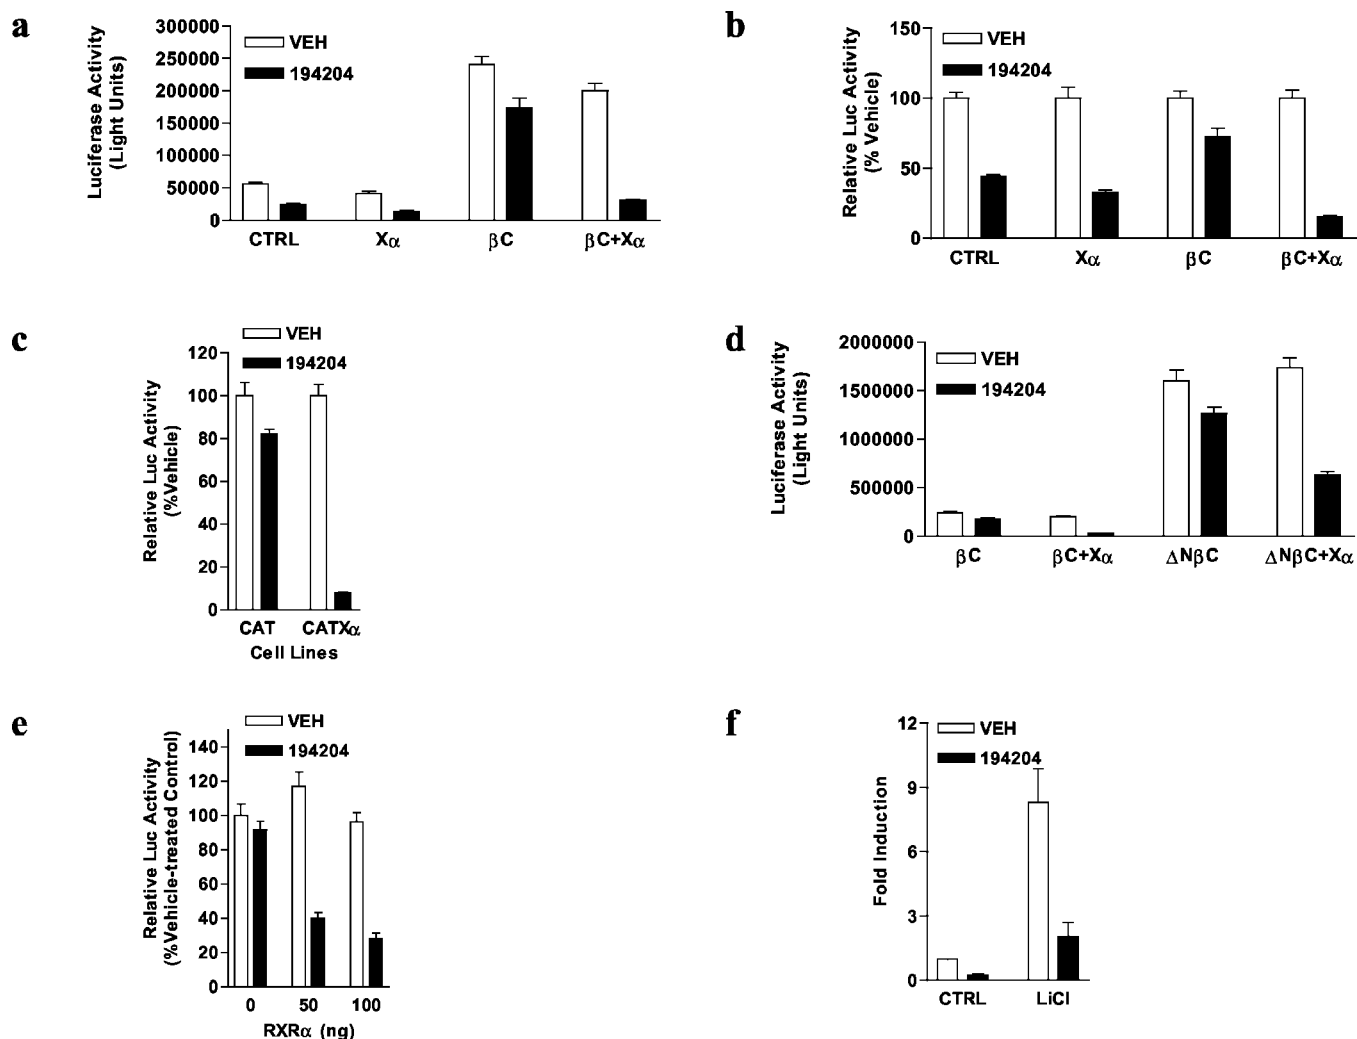 a
Luciferase Activity
(Light Units)
300000
250000
200000
150000
100000
50000
0
VEH
194204
CTRL
Xα
βC
βC+Xα
b
Relative Luc Activity
(% Vehicle)
150
100
50
0
VEH
194204
CTRL
Xα
βC
βC+Xα
c
Relative Luc Activity
(%Vehicle)
120
100
80
60
40
20
0
VEH
194204
CAT
CATXα
Cell Lines
d
Luciferase Activity
(Light Units)
2000000
1500000
1000000
500000
0
VEH
194204
βC
βC+Xα
ΔNβC
ΔNβC+Xα
e
Relative Luc Activity
(%Vehicle-treated Control)
140
120
100
80
60
40
20
0
VEH
194204
0
50
100
RXRα (ng)
f
Fold Induction
12
9
6
3
0
VEH
194204
CTRL
LiCl